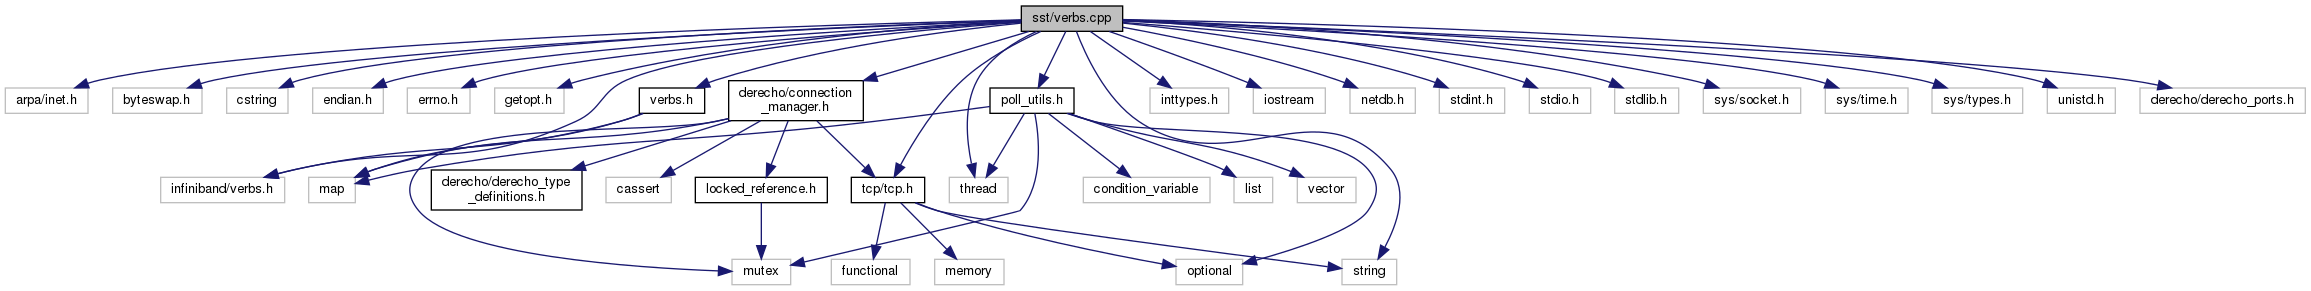 sst/verbs.cpp
arpa/inet.h
byteswap.h
cstring
endian.h
errno.h
getopt.h
verbs.h
derecho/connection
_manager.h
poll_utils.h
inttypes.h
iostream
netdb.h
stdint.h
stdio.h
stdlib.h
sys/socket.h
sys/time.h
sys/types.h
unistd.h
derecho/derecho_ports.h
infiniband/verbs.h
map
derecho/derecho_type
_definitions.h
cassert
locked_reference.h
tcp/tcp.h
thread
condition_variable
list
vector
mutex
functional
memory
optional
string